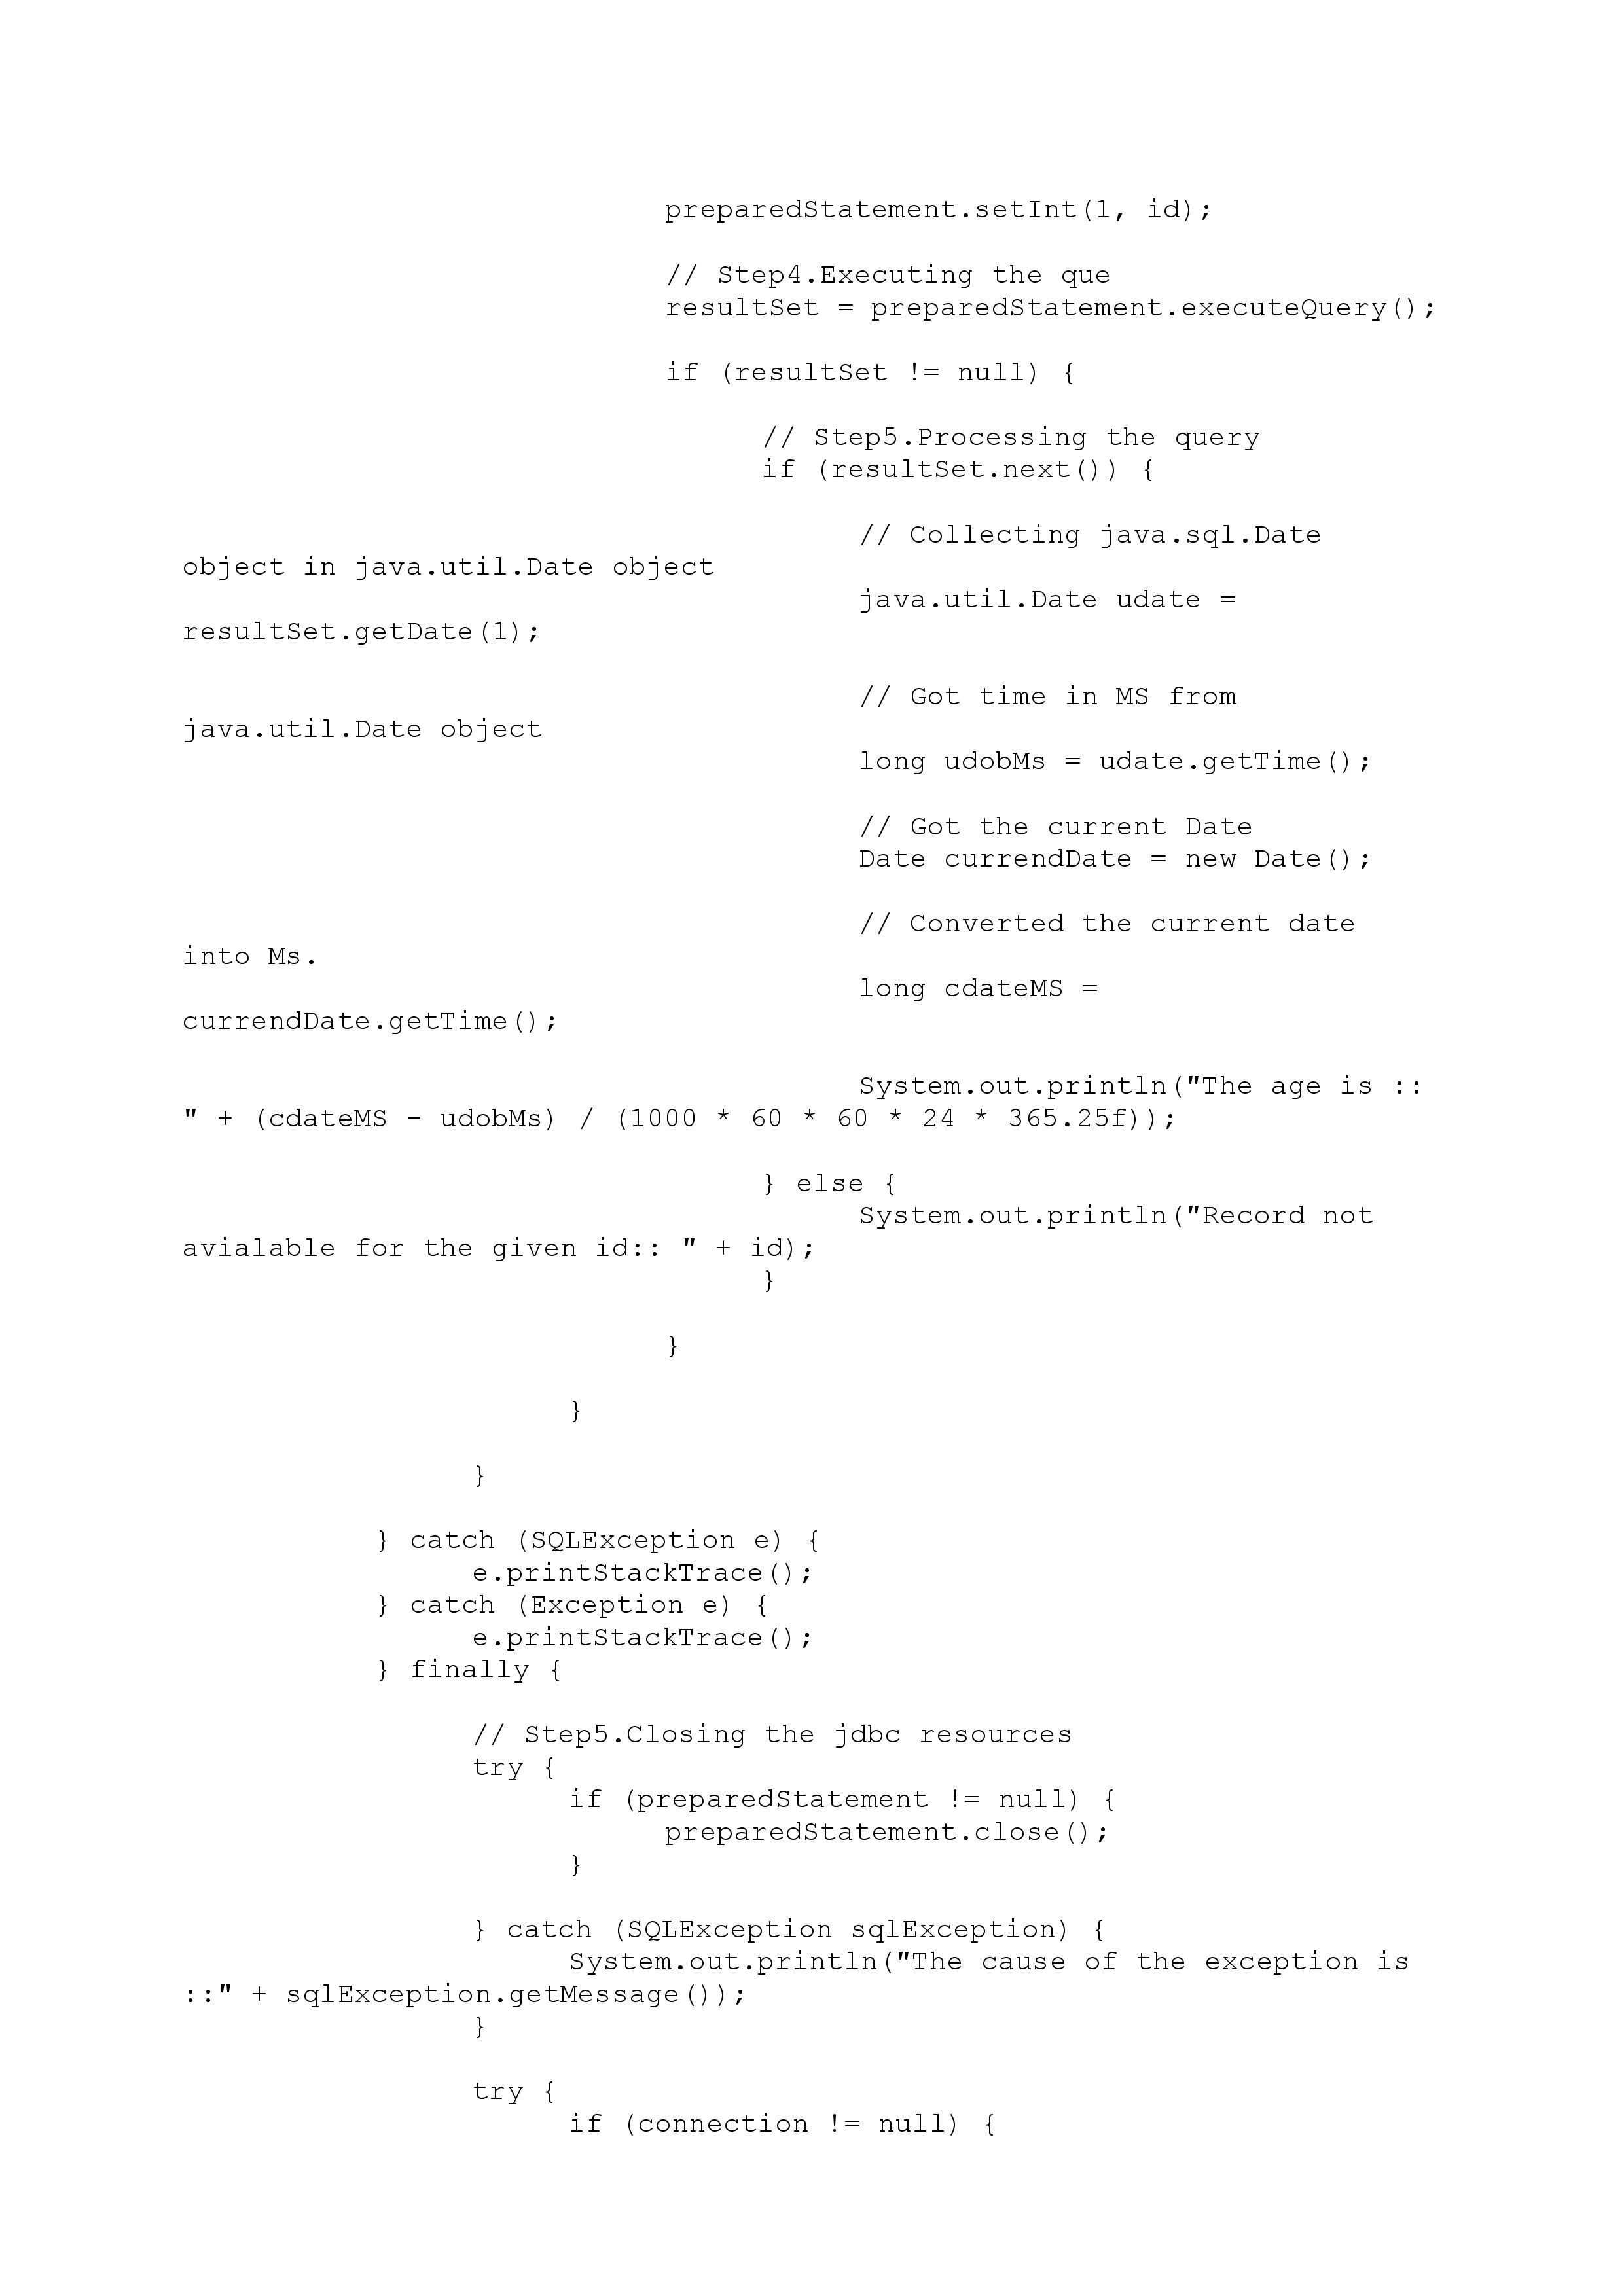 preparedStatement.setInt(1, id);
// Step4.Executing the que
resultSet = preparedStatement.executeQuery();
if (resultSet != null) {
// Step5.Processing the query
if (resultSet.next()) {
// Collecting java.sql.Date
object in java.util.Date object
java.util.Date udate =
resultSet.getDate(1);
// Got time in MS from
java.util.Date object
long udobMs = udate.getTime();
// Got the current Date
Date currendDate = new Date();
// Converted the current date
into Ms.
long cdateMS =
currendDate.getTime();
System.out.println("The age is ::
" + (cdateMS - udobMs) / (1000 * 60 * 60 * 24 * 365.25f));
} else {
System.out.println("Record not
avialable for the given id:: " + id);
}
}
}
}
} catch (SQLException e) {
e.printStackTrace();
} catch (Exception e) {
e.printStackTrace();
} finally {
// Step5.Closing the jdbc resources
try {
if (preparedStatement != null) {
preparedStatement.close();
}
} catch (SQLException sqlException) {
System.out.println("The cause of the exception is
::" + sqlException.getMessage());
}
try {
if (connection != null) {